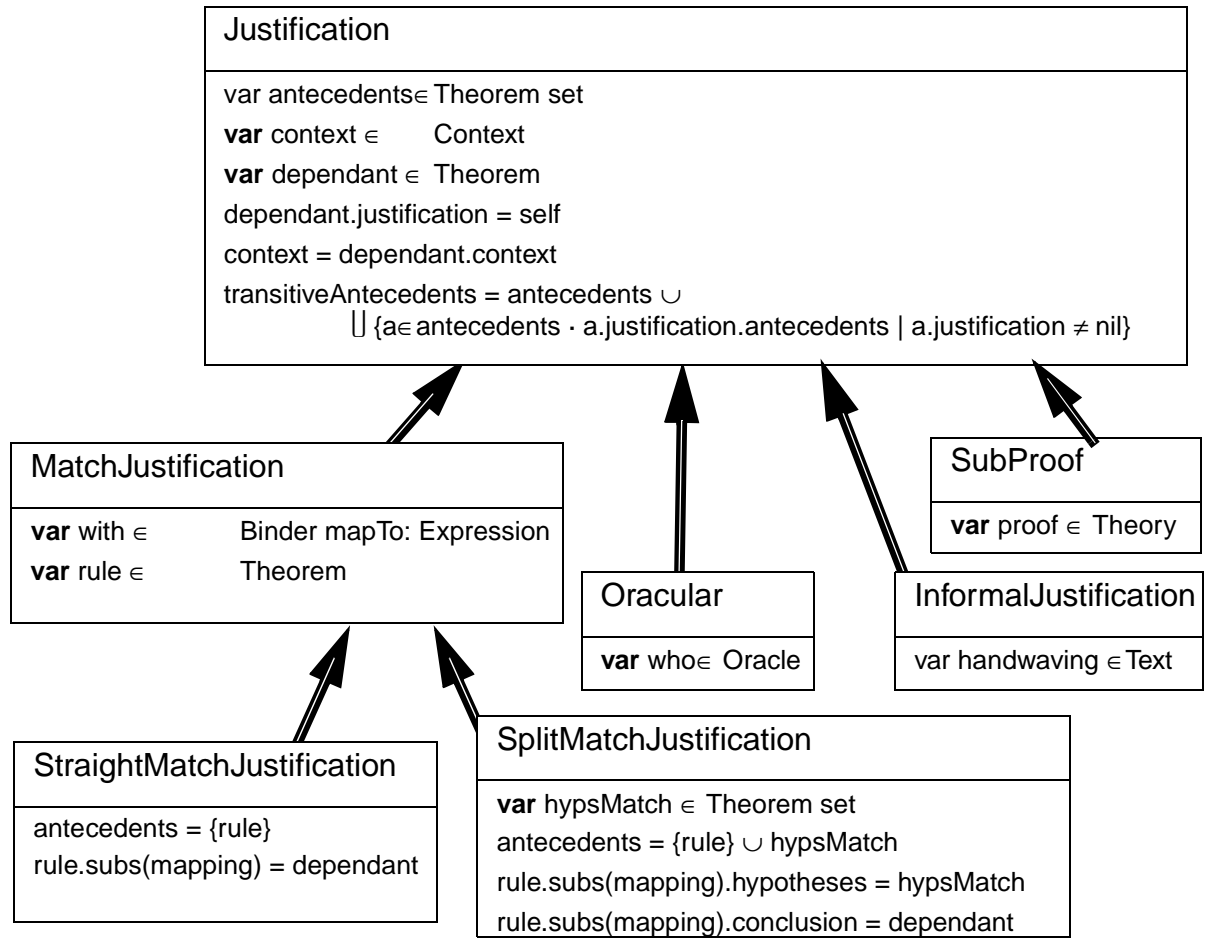 Justification
var antecedents∈ Theorem set
var context ∈ Context
var dependant ∈ Theorem
dependant.justification = self
context = dependant.context
transitiveAntecedents = antecedents ∪
⋃ {a∈ antecedents · a.justification.antecedents | a.justification ≠ nil}
MatchJustification
var with ∈ Binder mapTo: Expression
var rule ∈ Theorem
SubProof
var proof ∈ Theory
Oracular
var who∈ Oracle
InformalJustification
var handwaving ∈ Text
StraightMatchJustification
antecedents = {rule}
rule.subs(mapping) = dependant
SplitMatchJustification
var hypsMatch ∈ Theorem set
antecedents = {rule} ∪ hypsMatch
rule.subs(mapping).hypotheses = hypsMatch
rule.subs(mapping).conclusion = dependant